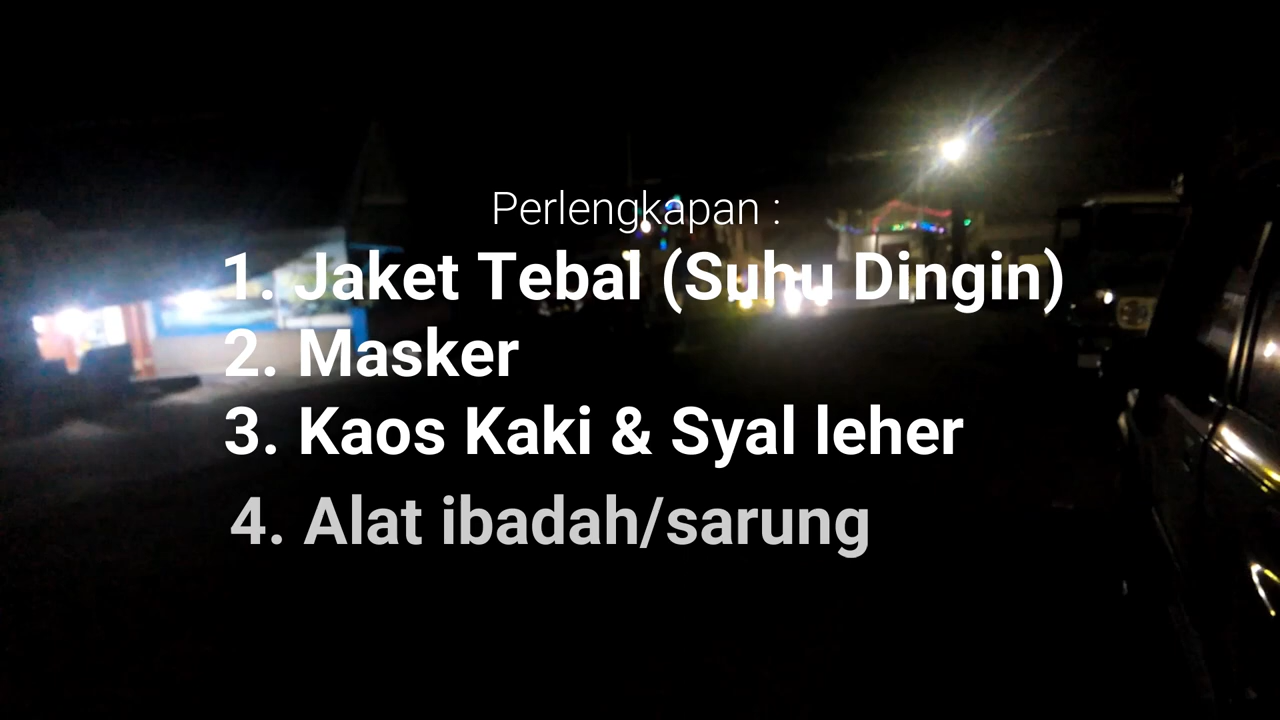 Perlengkapan :
1. Jaket Tebal (Suhu Dingin)
2. Masker
3. Kaos Kaki & Syal leher
4. Alat ibadah/sarung